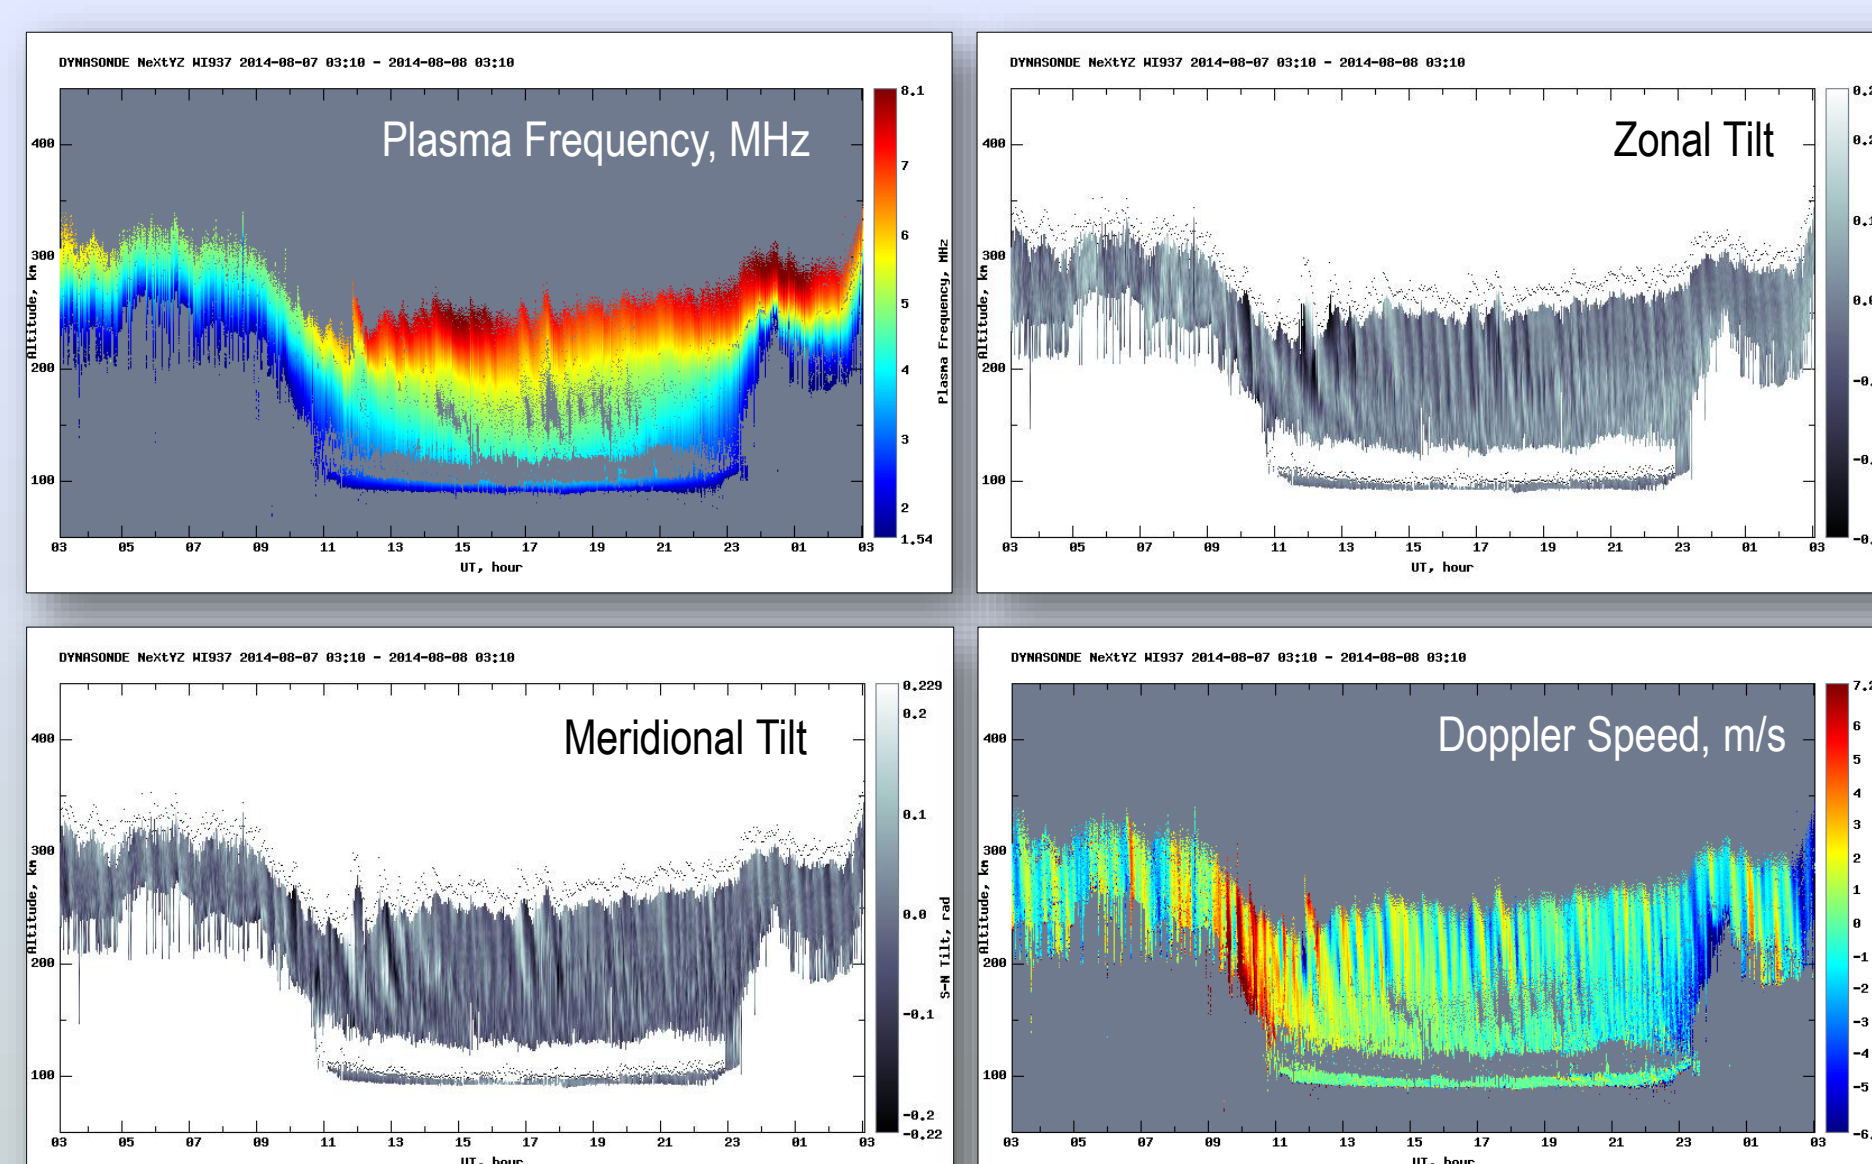 DYNASONDE NeXtYZ WI937 2014-08-07 03:10 - 2014-08-08 03:10
Plasma Frequency, MHz
Altitude, km
400
300
200
100
03 05 07 09 11 13 15 17 19 21 23 01 03
UT, hour
8.1
7
6
5
4
3
2
1.54
Plasma Frequency, MHz
DYNASONDE NeXtYZ WI937 2014-08-07 03:10 - 2014-08-08 03:10
Zonal Tilt
Altitude, km
400
300
200
100
03 05 07 09 11 13 15 17 19 21 23 01 03
UT, hour
DYNASONDE NeXtYZ WI937 2014-08-07 03:10 - 2014-08-08 03:10
Meridional Tilt
Altitude, km
400
300
200
100
03 05 07 09 11 13 15 17 19 21 23 01 03
UT, hour
0.229
0.2
0.1
0.0
-0.1
-0.2
-0.22
S-N Tilt, rad
DYNASONDE NeXtYZ WI937 2014-08-07 03:10 - 2014-08-08 03:10
Doppler Speed, m/s
Altitude, km
400
300
200
100
03 05 07 09 11 13 15 17 19 21 23 01 03
UT, hour
7.2
6
5
4
3
2
1
0
-1
-2
-3
-4
-5